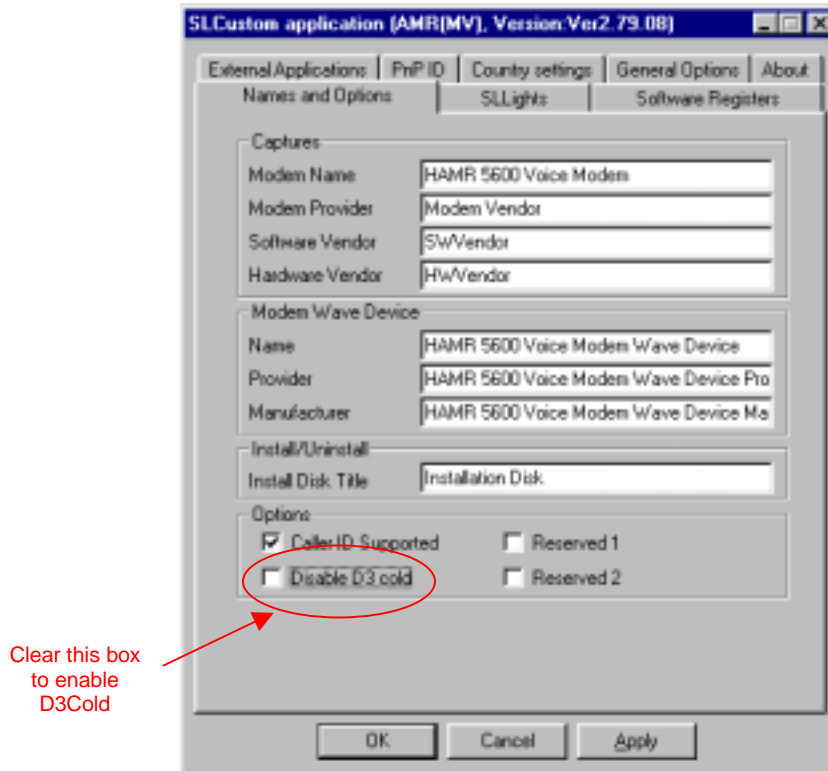 SLCustom application (AMR(MV), Version:Ver2.79.08)
External Applications PnP ID Country settings General Options About
Names and Options SLLights Software Registers
Captures
Modem Name HAMR 5600 Voice Modem
Modem Provider Modem Vendor
Software Vendor SWVendor
Hardware Vendor HWVendor
Modem Wave Device
Name HAMR 5600 Voice Modem Wave Device
Provider HAMR 5600 Voice Modem Wave Device Pro
Manufacturer HAMR 5600 Voice Modem Wave Device Ma
Install/Uninstall
Install Disk Title Installation Disk
Options
Caller ID Supported Reserved 1
Disable D3 cold Reserved 2
Clear this box
to enable
D3Cold
OK Cancel Apply